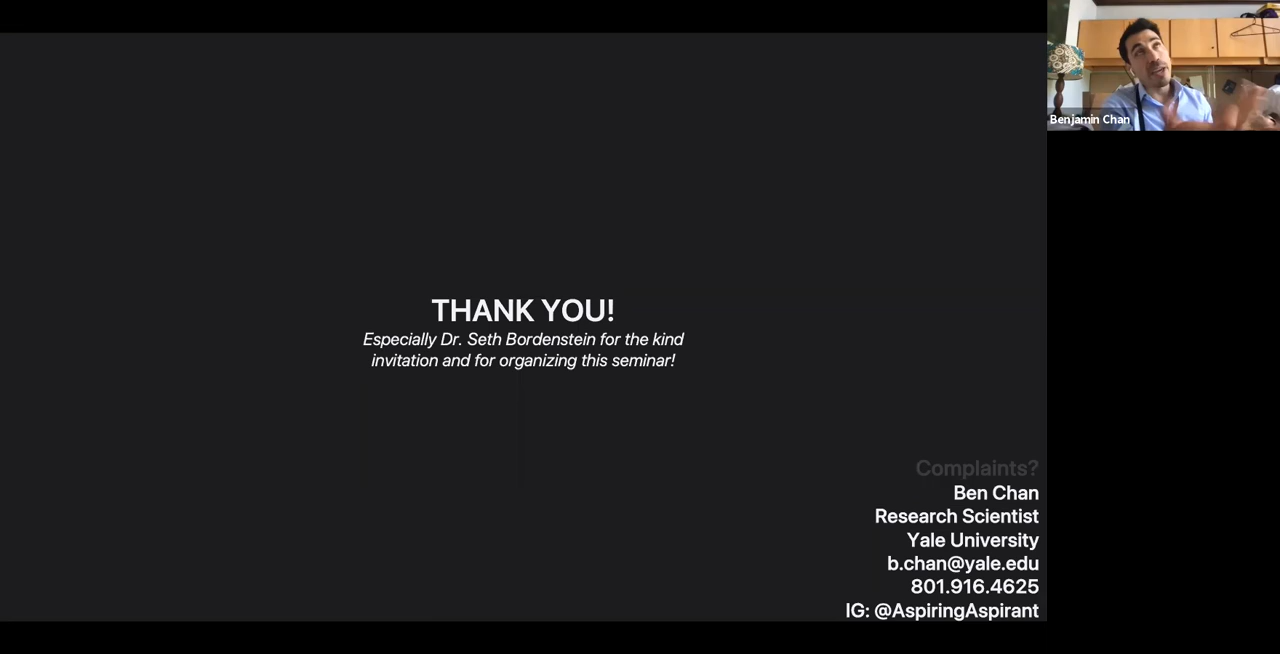 Benjamin Chan
THANK YOU!
Especially Dr. Seth Bordenstein for the kind
invitation and for organizing this seminar!
Complaints?
Ben Chan
Research Scientist
Yale University
b.chan@yale.edu
801.916.4625
IG: @AspiringAspirant